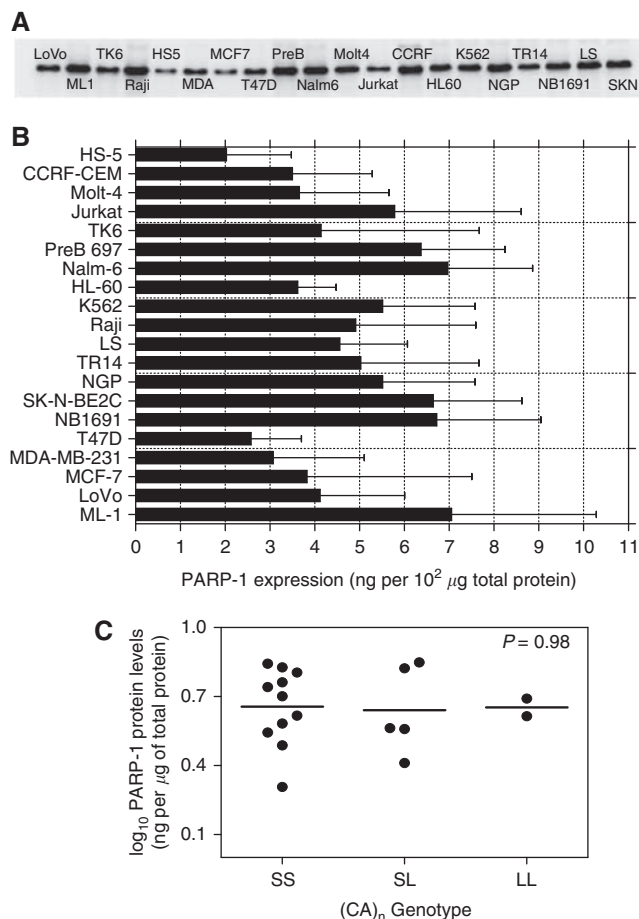 A
LoVo TK6 HS5 MCF7 PreB Molt4 CCRF K562 TR14 LS
ML1 Raji MDA T47D Nalm6 Jurkat HL60 NGP NB1691 SKN
B
HS-5
CCRF-CEM
Molt-4
Jurkat
TK6
PreB 697
Nalm-6
HL-60
K562
Raji
LS
TR14
NGP
SK-N-BE2C
NB1691
T47D
MDA-MB-231
MCF-7
LoVo
ML-1
0 1 2 3 4 5 6 7 8 9 10 11
PARP-1 expression (ng per 10² µg total protein)
C
log₁₀ PARP-1 protein levels
(ng per µg of total protein)
1.0
0.7
0.4
0.1
P = 0.98
SS SL LL
(CA)ₙ Genotype